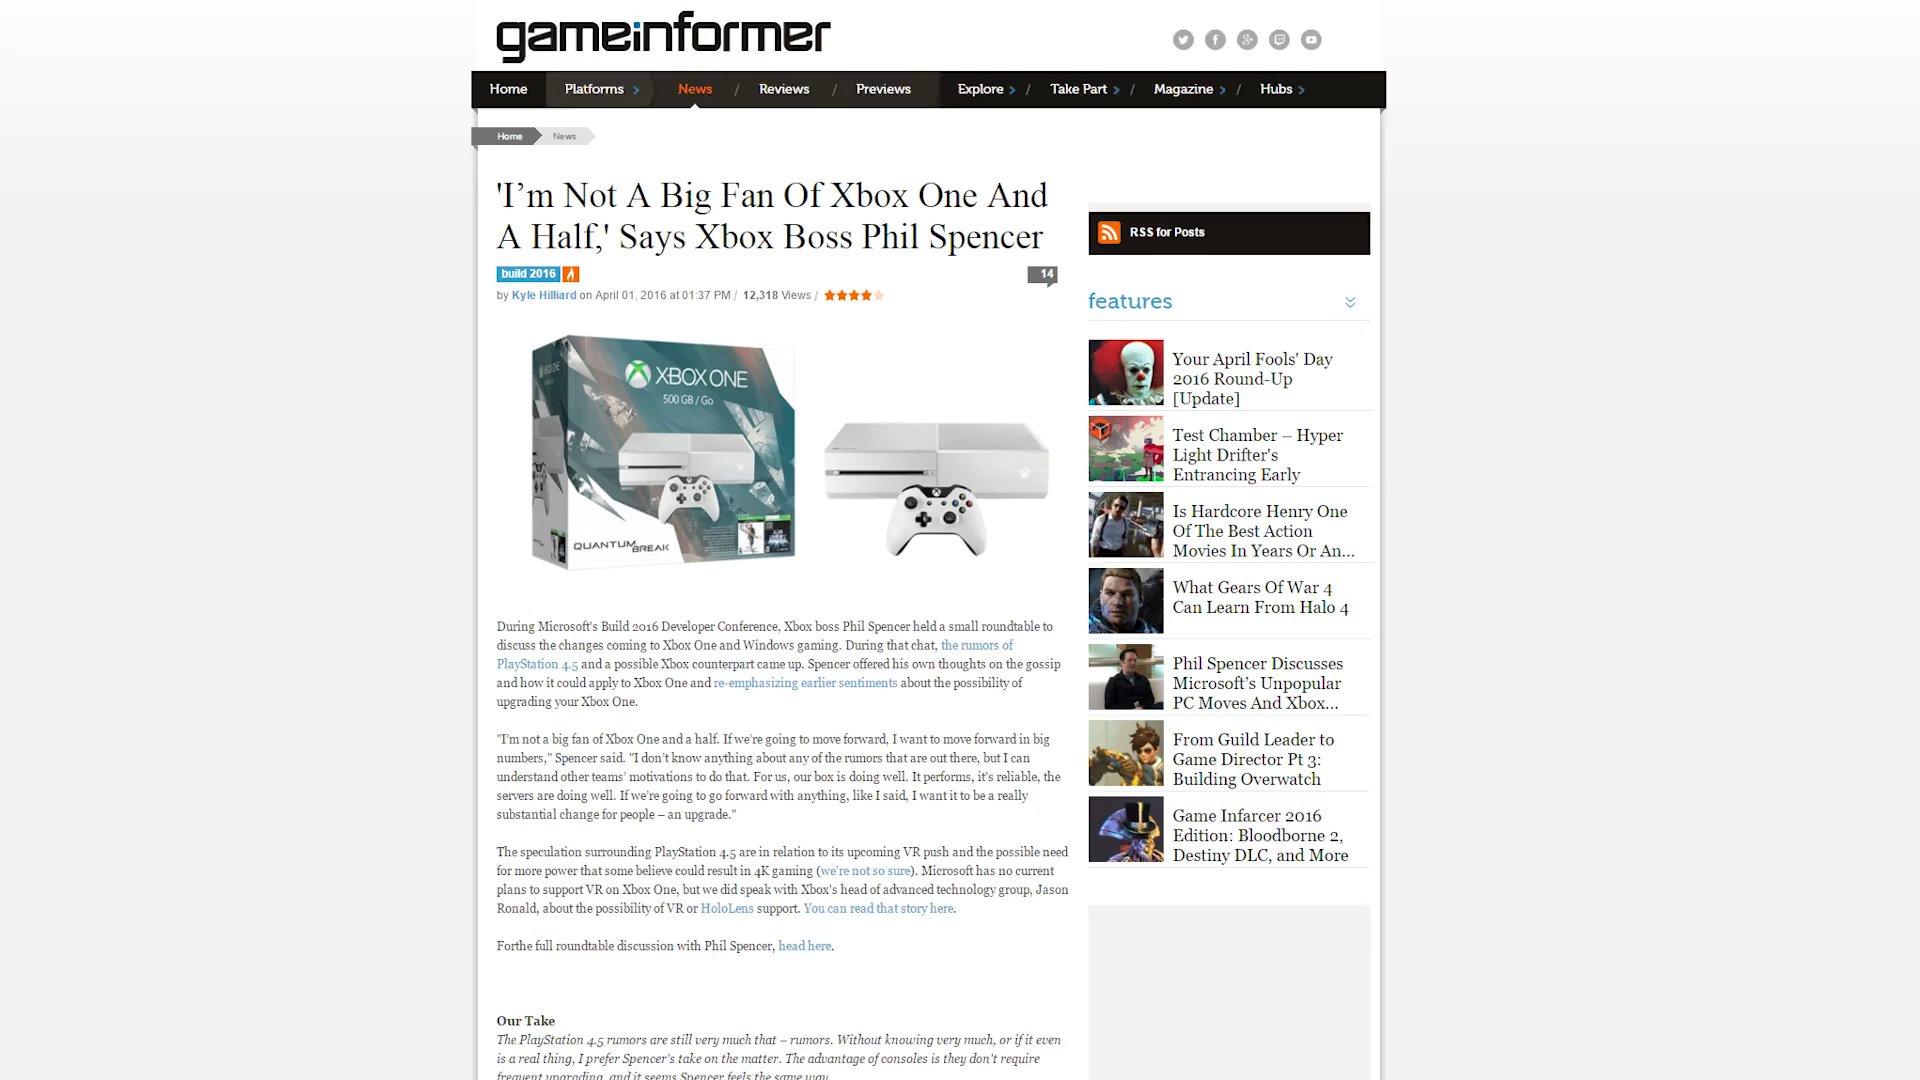 gameinformer
Home Platforms News / Reviews / Previews Explore / Take Part / Magazine / Hubs
Home News
'I’m Not A Big Fan Of Xbox One And
A Half,' Says Xbox Boss Phil Spencer
build 2016
14
by Kyle Hilliard on April 01, 2016 at 01:37 PM / 12,318 Views /
XBOX ONE
500 GB / Go
QUANTUM BREAK
During Microsoft's Build 2016 Developer Conference, Xbox boss Phil Spencer held a small roundtable to
discuss the changes coming to Xbox One and Windows gaming. During that chat, the rumors of
PlayStation 4.5 and a possible Xbox counterpart came up. Spencer offered his own thoughts on the gossip
and how it could apply to Xbox One and re-emphasizing earlier sentiments about the possibility of
upgrading your Xbox One.
"I'm not a big fan of Xbox One and a half. If we're going to move forward, I want to move forward in big
numbers," Spencer said. "I don't know anything about any of the rumors that are out there, but I can
understand other teams’ motivations to do that. For us, our box is doing well. It performs, it's reliable, the
servers are doing well. If we're going to go forward with anything, like I said, I want it to be a really
substantial change for people – an upgrade."
The speculation surrounding PlayStation 4.5 are in relation to its upcoming VR push and the possible need
for more power that some believe could result in 4K gaming (we're not so sure). Microsoft has no current
plans to support VR on Xbox One, but we did speak with Xbox's head of advanced technology group, Jason
Ronald, about the possibility of VR or HoloLens support. You can read that story here.
Forthe full roundtable discussion with Phil Spencer, head here.
Our Take
The PlayStation 4.5 rumors are still very much that – rumors. Without knowing very much, or if it even
is a real thing, I prefer Spencer's take on the matter. The advantage of consoles is they don't require
frequent upgrading, and it seems Spencer feels the same way.
RSS for Posts
features
Your April Fools' Day
2016 Round-Up
[Update]
Test Chamber – Hyper
Light Drifter's
Entrancing Early
Is Hardcore Henry One
Of The Best Action
Movies In Years Or An...
What Gears Of War 4
Can Learn From Halo 4
Phil Spencer Discusses
Microsoft’s Unpopular
PC Moves And Xbox...
From Guild Leader to
Game Director Pt 3:
Building Overwatch
Game Infarcer 2016
Edition: Bloodborne 2,
Destiny DLC, and More